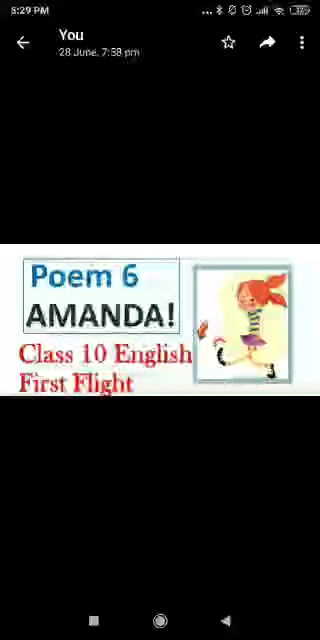 5:29 PM
You
28 June, 7:58 pm
Poem 6
AMANDA!
Class 10 English
First Flight